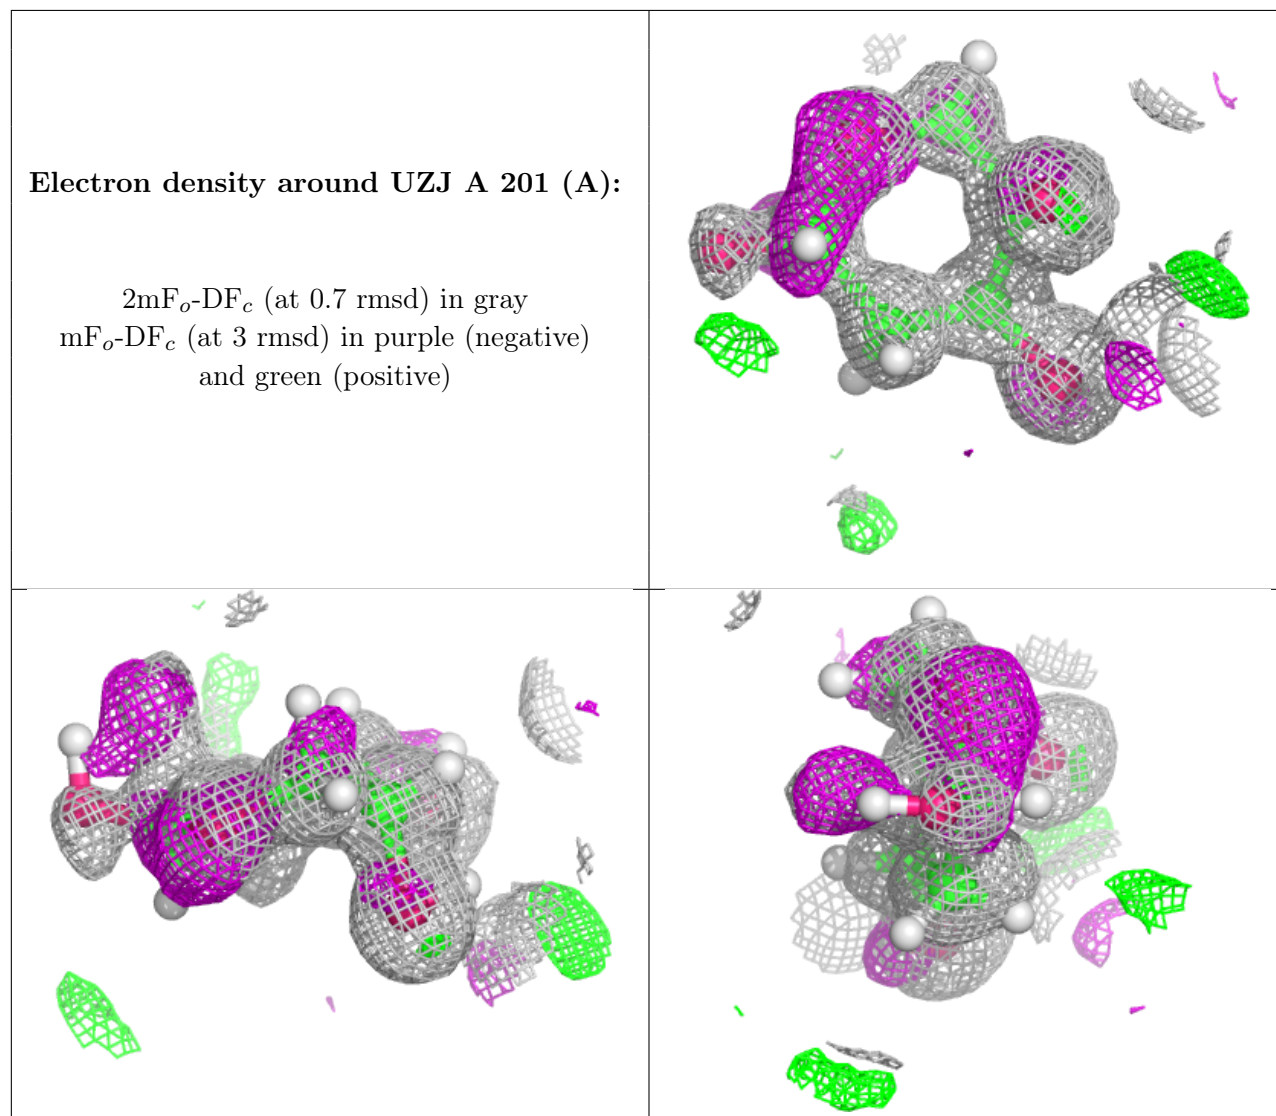 Electron density around UZJ A 201 (A):
2mFo-DFc (at 0.7 rmsd) in gray
mFo-DFc (at 3 rmsd) in purple (negative)
and green (positive)